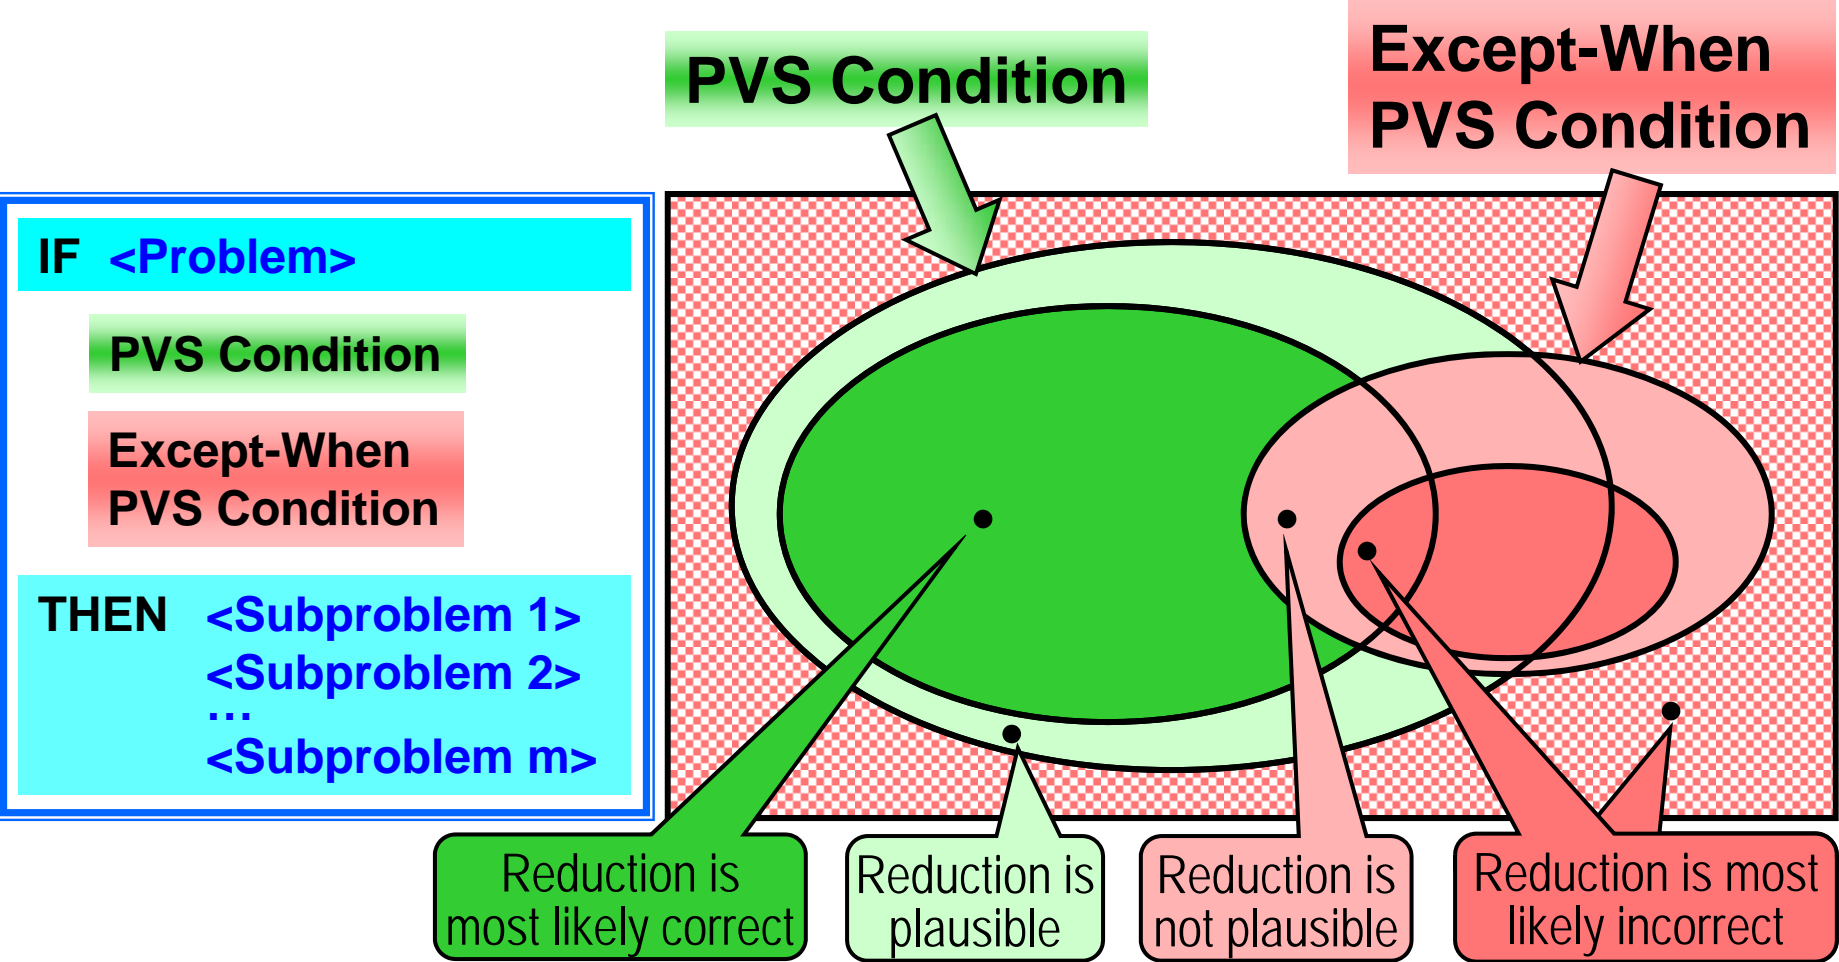 PVS Condition
Except-When
PVS Condition
IF <Problem>
PVS Condition
Except-When
PVS Condition
THEN <Subproblem 1>
<Subproblem 2>
…
<Subproblem m>
Reduction is
most likely correct
Reduction is
plausible
Reduction is
not plausible
Reduction is most
likely incorrect